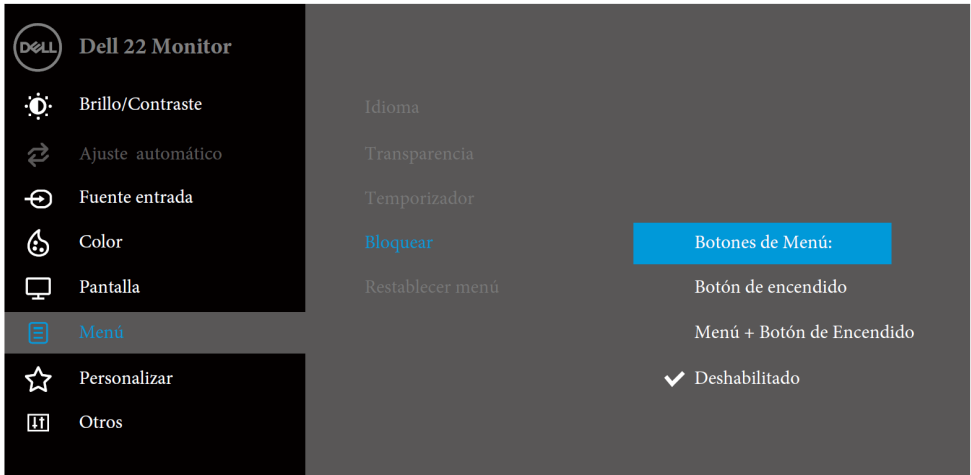 DELL
Dell 22 Monitor
Brillo/Contraste
Ajuste automático
Fuente entrada
Color
Pantalla
Menú
Personalizar
Otros
Idioma
Transparencia
Temporizador
Bloquear
Restablecer menú
Botones de Menú:
Botón de encendido
Menú + Botón de Encendido
Deshabilitado